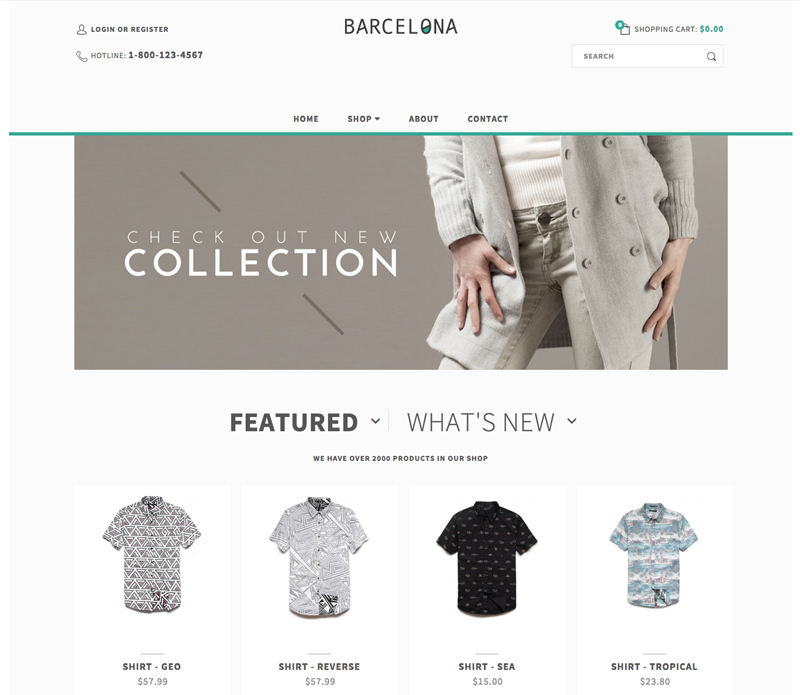 LOGIN OR REGISTER
BARCELONA
0 SHOPPING CART: $0.00
HOTLINE: 1-800-123-4567
SEARCH
HOME SHOP ABOUT CONTACT
CHECK OUT NEW
COLLECTION
FEATURED WHAT'S NEW
WE HAVE OVER 2000 PRODUCTS IN OUR SHOP
SHIRT - GEO SHIRT - REVERSE SHIRT - SEA SHIRT - TROPICAL
$57.99 $57.99 $15.00 $23.80